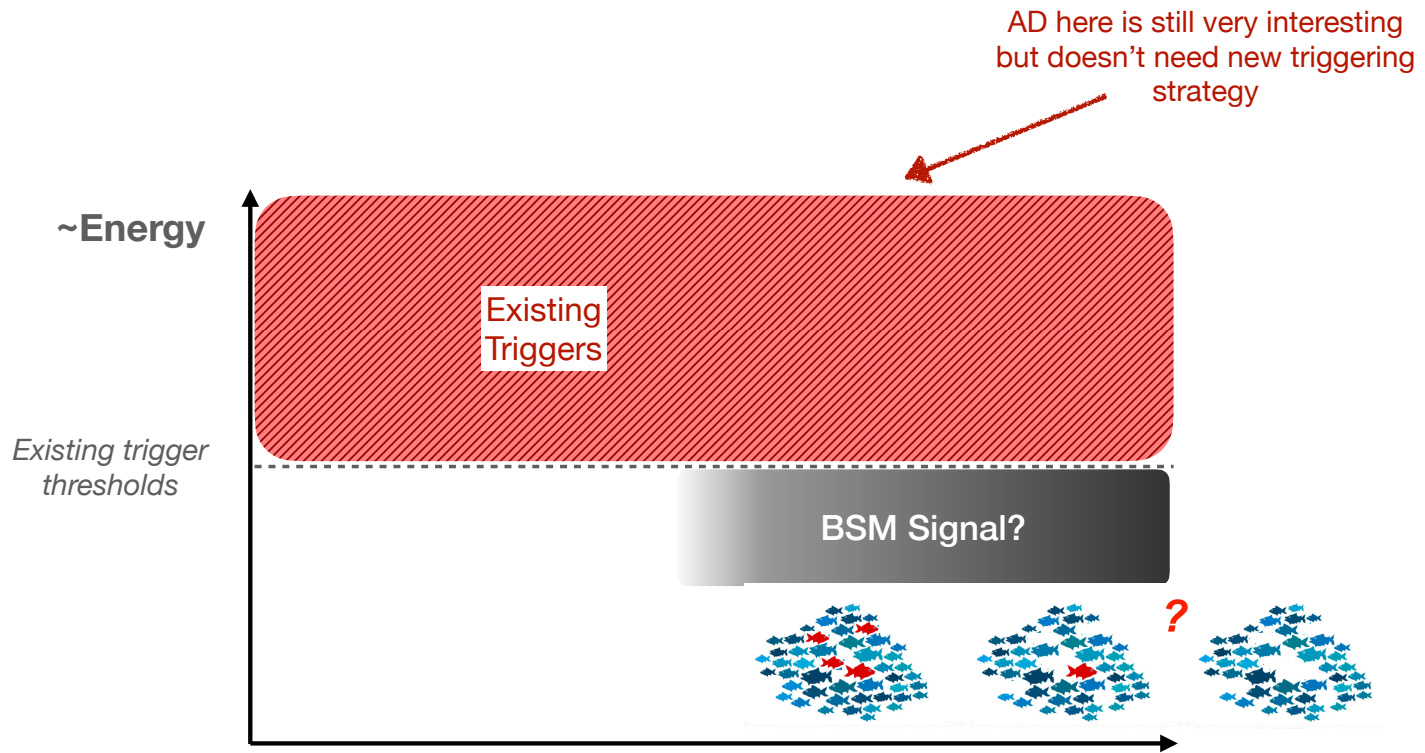 AD here is still very interesting
but doesn't need new triggering
strategy
~Energy
Existing
Triggers
Existing trigger
thresholds
BSM Signal?
?